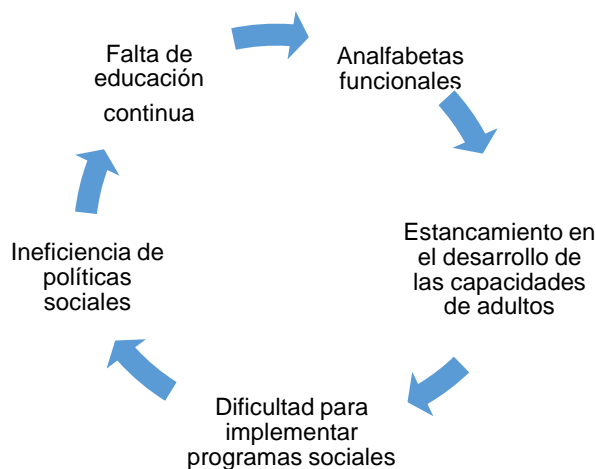 Falta de
educación
continua
Analfabetas
funcionales
Estancamiento en
el desarrollo de
las capacidades
de adultos
Dificultad para
implementar
programas sociales
Ineficiencia de
políticas
sociales